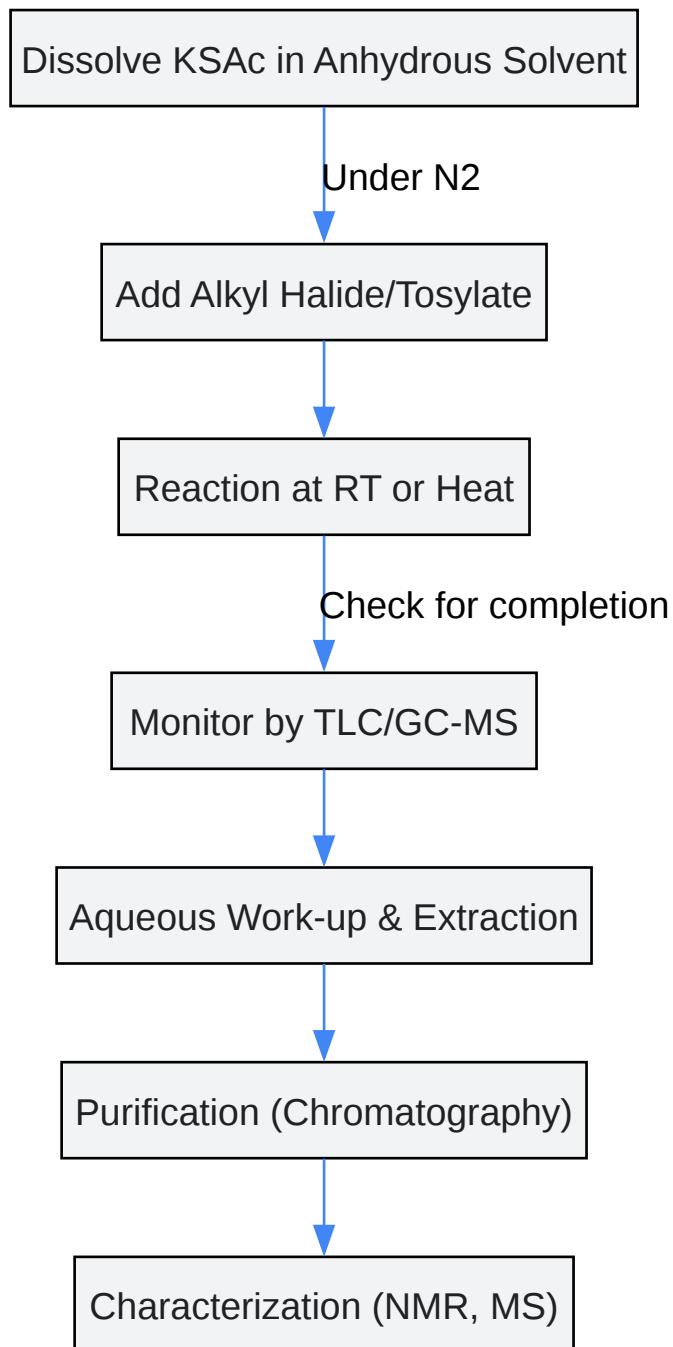 Dissolve KSAc in Anhydrous Solvent
Under N2
Add Alkyl Halide/Tosylate
Reaction at RT or Heat
Check for completion
Monitor by TLC/GC-MS
Aqueous Work-up & Extraction
Purification (Chromatography)
Characterization (NMR, MS)